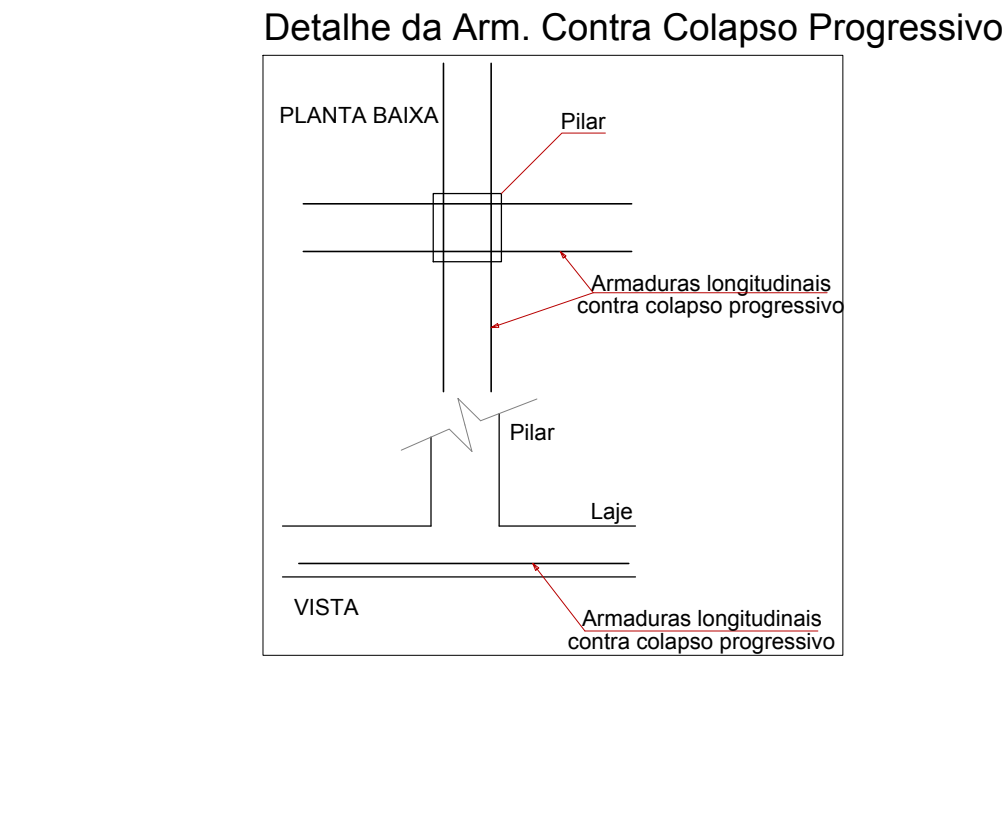 Detalhe da Arm. Contra Colapso Progressivo
PLANTA BAIXA
Pilar
Armaduras longitudinais
contra colapso progressivo
Pilar
Laje
VISTA
Armaduras longitudinais
contra colapso progressivo